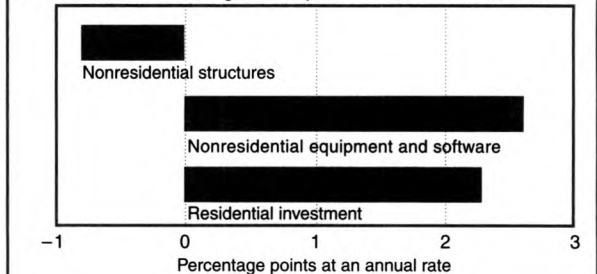 Nonresidential structures
Nonresidential equipment and software
Residential investment
−1 0 1 2 3
Percentage points at an annual rate